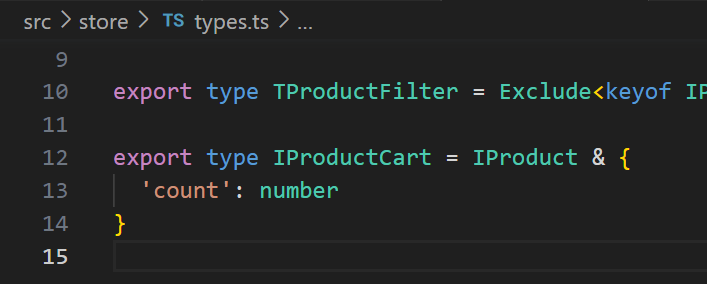 src > store > TS types.ts > ...
9
10 export type TProductFilter = Exclude<keyof IP
11
12 export type IProductCart = IProduct & {
13 'count': number
14 }
15